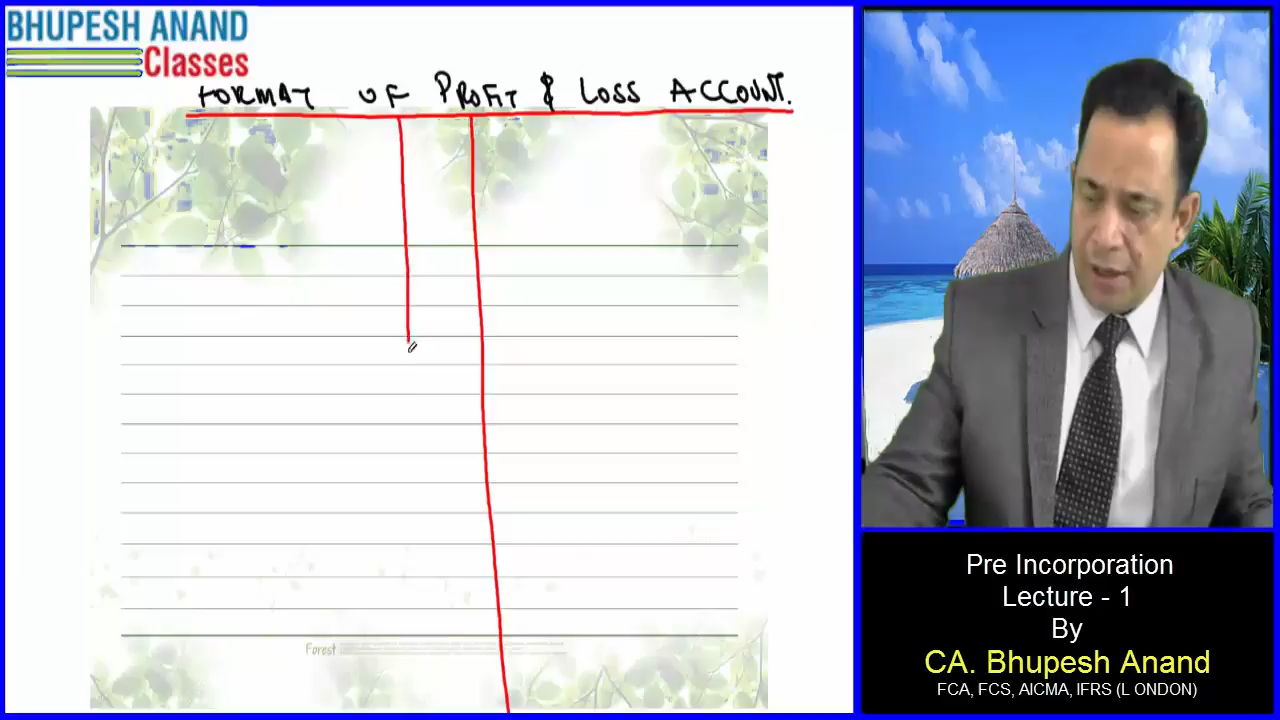 BHUPESH ANAND
Classes
FORMAT OF PROFIT & LOSS ACCOUNT.
Forest
Pre Incorporation
Lecture - 1
By
CA. Bhupesh Anand
FCA, FCS, AICMA, IFRS (L ONDON)